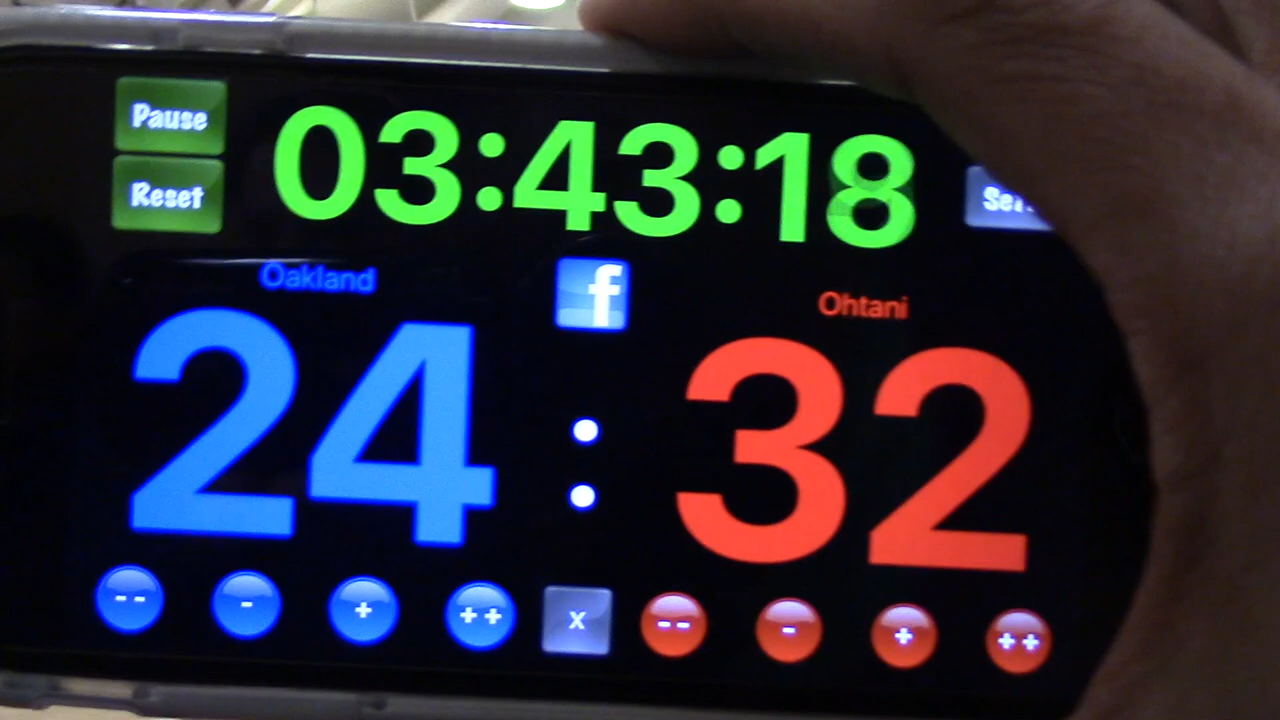 Pause
Reset
03:43:18
Oakland
f
Ohtani
24 : 32
-- - + ++ x -- - + ++